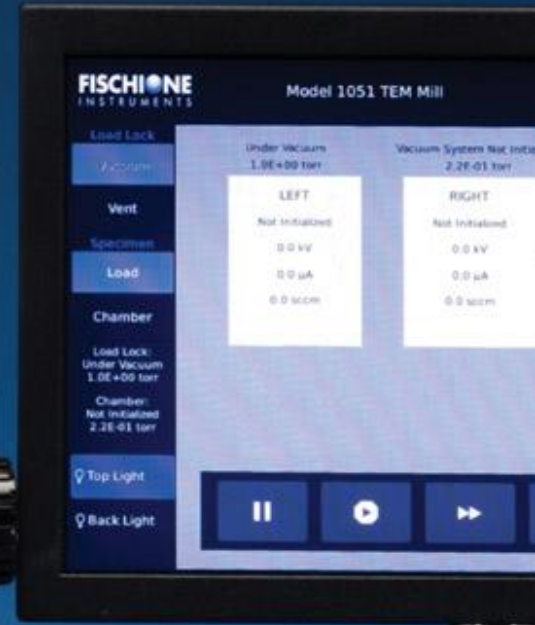 FISCHIONE
INSTRUMENTS
Model 1051 TEM Mill
Load Lock
Vacuum
Vent
Specimen
Load
Chamber
Load Lock:
Under Vacuum
1.0E+00 torr
Chamber:
Not Initialized
2.2E-01 torr
Top Light
Back Light
Under Vacuum
1.0E+00 torr
LEFT
Not Initialized
0.0 kV
0.0 µA
0.0 sccm
Vacuum System Not
2.2E-01 torr
RIGHT
Not Initialized
0.0 kV
0.0 µA
0.0 sccm